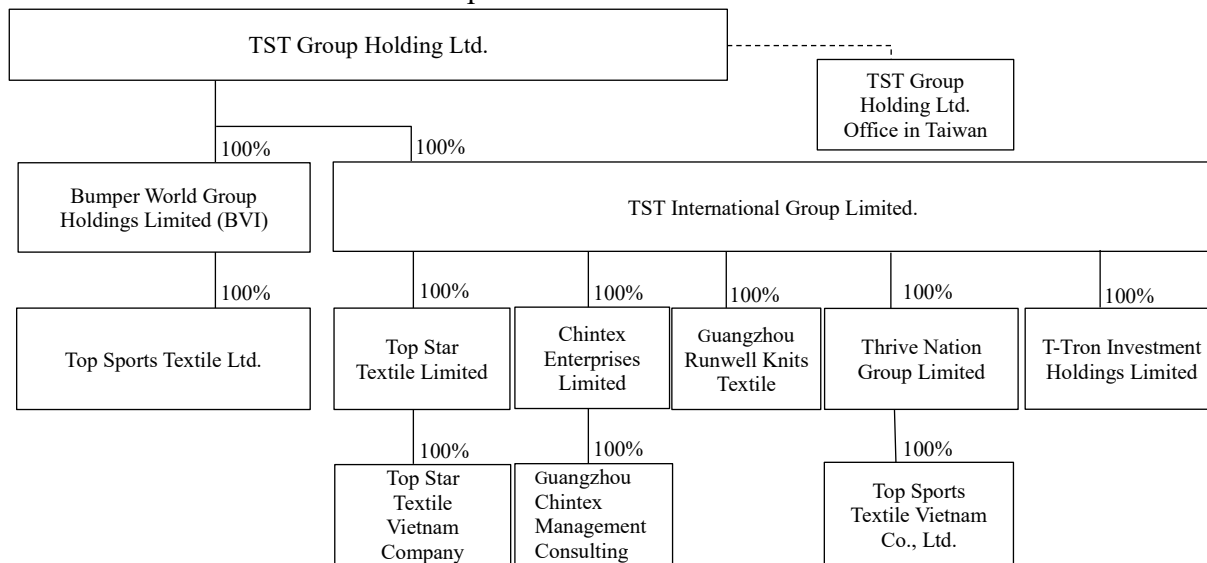 TST Group Holding Ltd.
TST Group
Holding Ltd.
Office in Taiwan
100%
100%
Bumper World Group
Holdings Limited (BVI)
TST International Group Limited.
100%
100%
100%
100%
100%
100%
Top Sports Textile Ltd.
Top Star
Textile Limited
Chintex
Enterprises
Limited
Guangzhou
Runwell Knits
Textile
Thrive Nation
Group Limited
T-Tron Investment
Holdings Limited
100%
100%
100%
Top Star
Textile
Vietnam
Company
Guangzhou
Chintex
Management
Consulting
Top Sports
Textile Vietnam
Co., Ltd.